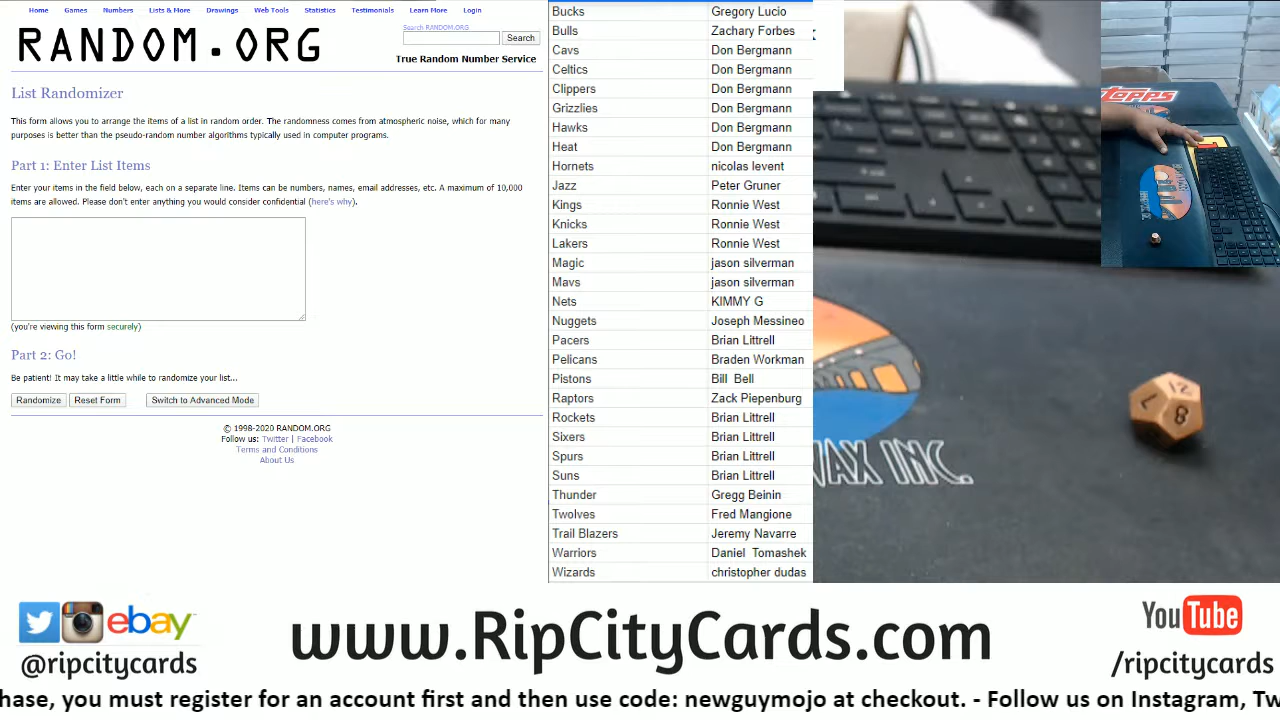 Home Games Numbers Lists & More Drawings Web Tools Statistics Testimonials Learn More Login
RANDOM.ORG
Search RANDOM.ORG
Search
True Random Number Service
List Randomizer
This form allows you to arrange the items of a list in random order. The randomness comes from atmospheric noise, which for many
purposes is better than the pseudo-random number algorithms typically used in computer programs.
Part 1: Enter List Items
Enter your items in the field below, each on a separate line. Items can be numbers, names, email addresses, etc. A maximum of 10,000
items are allowed. Please don't enter anything you would consider confidential (here's why).
(you're viewing this form securely)
Part 2: Go!
Be patient! It may take a little while to randomize your list...
Randomize Reset Form Switch to Advanced Mode
© 1998-2020 RANDOM.ORG
Follow us: Twitter | Facebook
Terms and Conditions
About Us
Bucks Gregory Lucio
Bulls Zachary Forbes
Cavs Don Bergmann
Celtics Don Bergmann
Clippers Don Bergmann
Grizzlies Don Bergmann
Hawks Don Bergmann
Heat Don Bergmann
Hornets nicolas levent
Jazz Peter Gruner
Kings Ronnie West
Knicks Ronnie West
Lakers Ronnie West
Magic jason silverman
Mavs jason silverman
Nets KIMMY G
Nuggets Joseph Messineo
Pacers Brian Littrell
Pelicans Braden Workman
Pistons Bill Bell
Raptors Zack Piepenburg
Rockets Brian Littrell
Sixers Brian Littrell
Spurs Brian Littrell
Suns Brian Littrell
Thunder Gregg Beinin
Twolves Fred Mangione
Trail Blazers Jeremy Navarre
Warriors Daniel Tomashek
Wizards christopher dudas
topps
12
7
8
WAX INC.
ebay
@ripcitycards
www.RipCityCards.com
YouTube
/ripcitycards
hase, you must register for an account first and then use code: newguymojo at checkout. - Follow us on Instagram, Tw